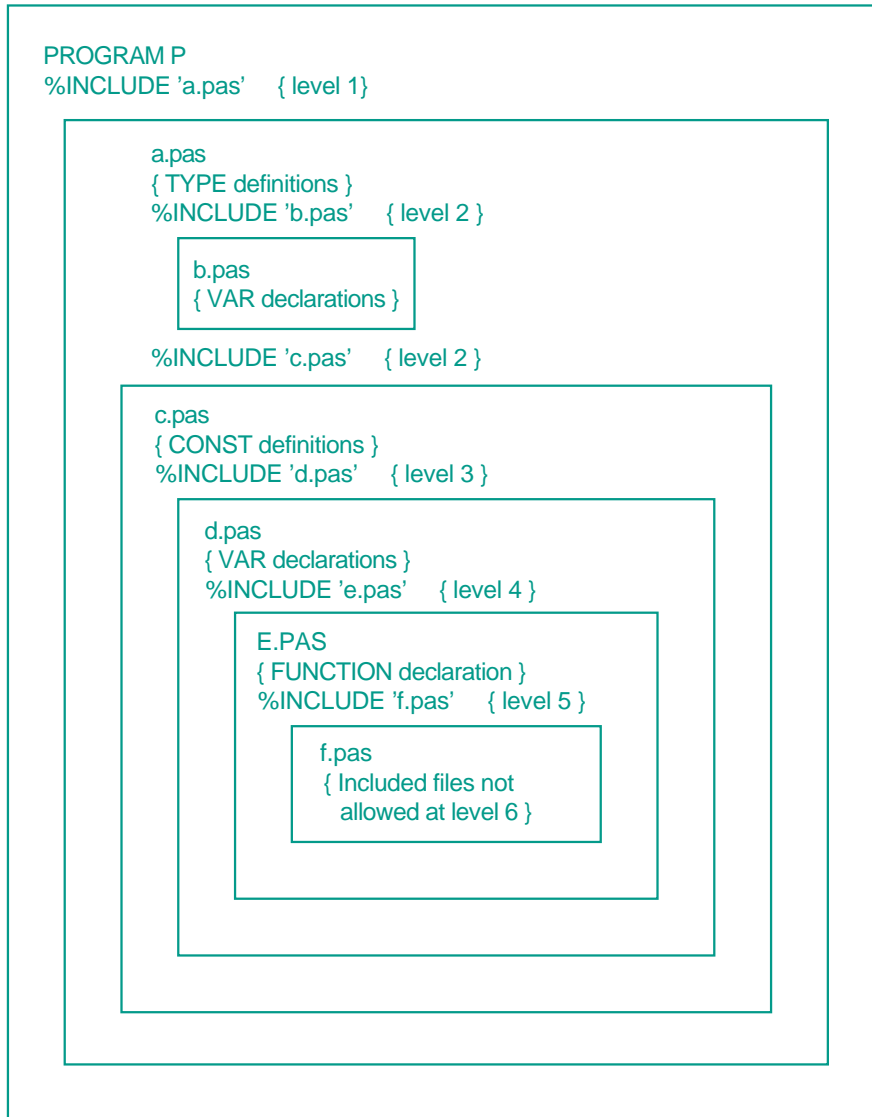 PROGRAM P
%INCLUDE ’a.pas’ { level 1}
a.pas
{ TYPE definitions }
%INCLUDE ’b.pas’ { level 2 }
b.pas
{ VAR declarations }
%INCLUDE ’c.pas’ { level 2 }
c.pas
{ CONST definitions }
%INCLUDE ’d.pas’ { level 3 }
d.pas
{ VAR declarations }
%INCLUDE ’e.pas’ { level 4 }
E.PAS
{ FUNCTION declaration }
%INCLUDE ’f.pas’ { level 5 }
f.pas
{ Included files not
allowed at level 6 }